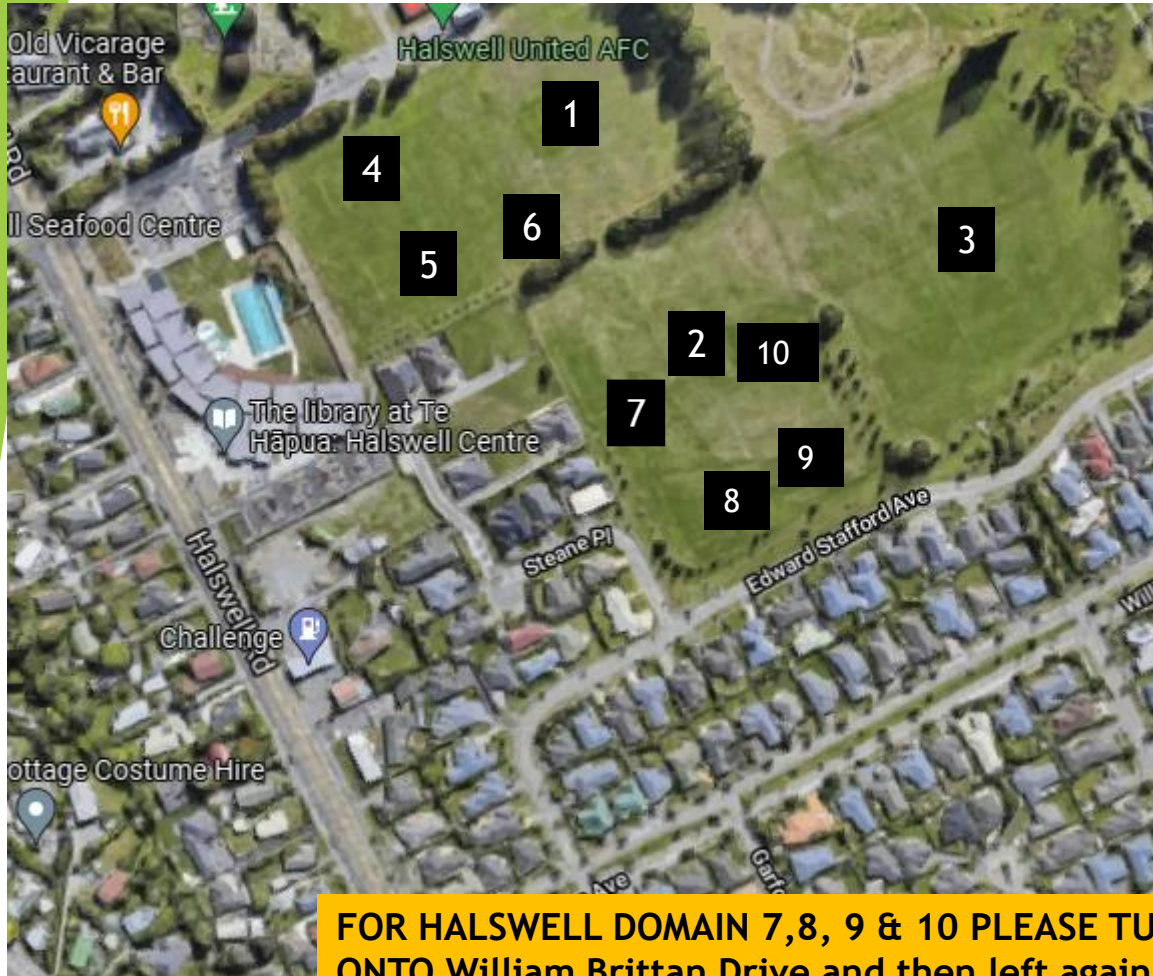 Old Vicarage
taurant & Bar
Halswell United AFC
1
4
6
ll Seafood Centre
5
3
2
10
7
The library at Te
Hāpua: Halswell Centre
9
8
Edward Stafford Ave
Steane Pl
Halswell Rd
Challenge
ottage Costume Hire
Ave
FOR HALSWELL DOMAIN 7,8, 9 & 10 PLEASE TU
ONTO William Brittan Drive and then left again